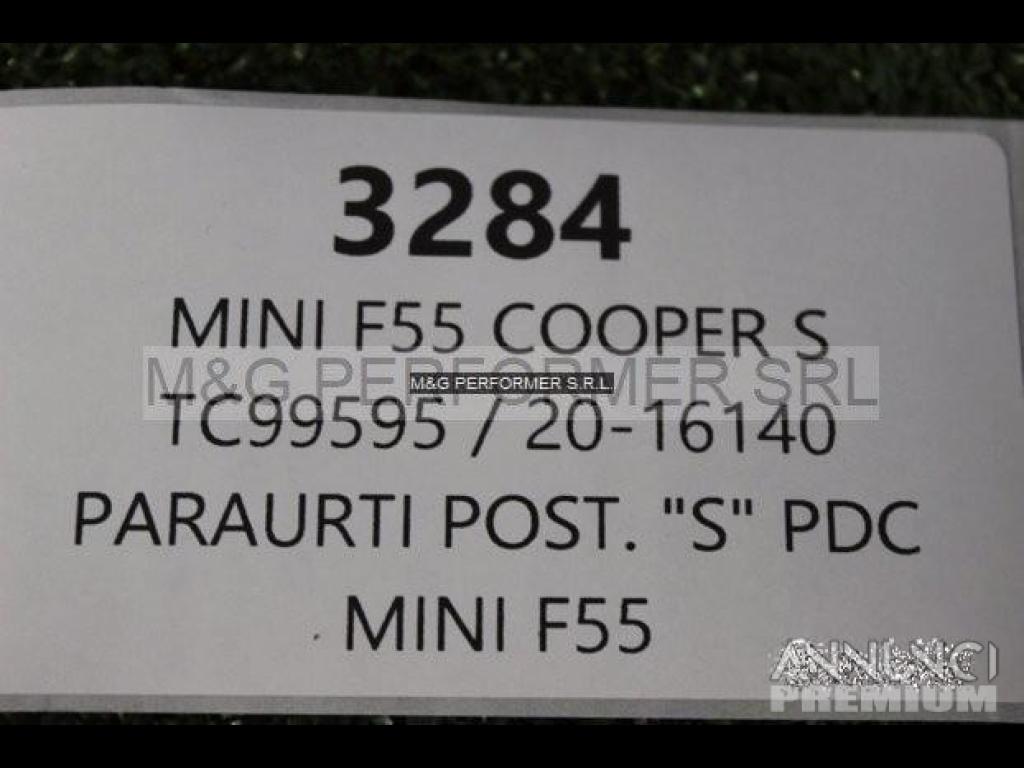 3284
MINI F55 COOPER S
M&G PERFORMER SRL
M&G PERFORMER S.R.L.
TC99595 / 20-16140
PARAURTI POST. "S" PDC
MINI F55
ANNUNCI
PREMIUM